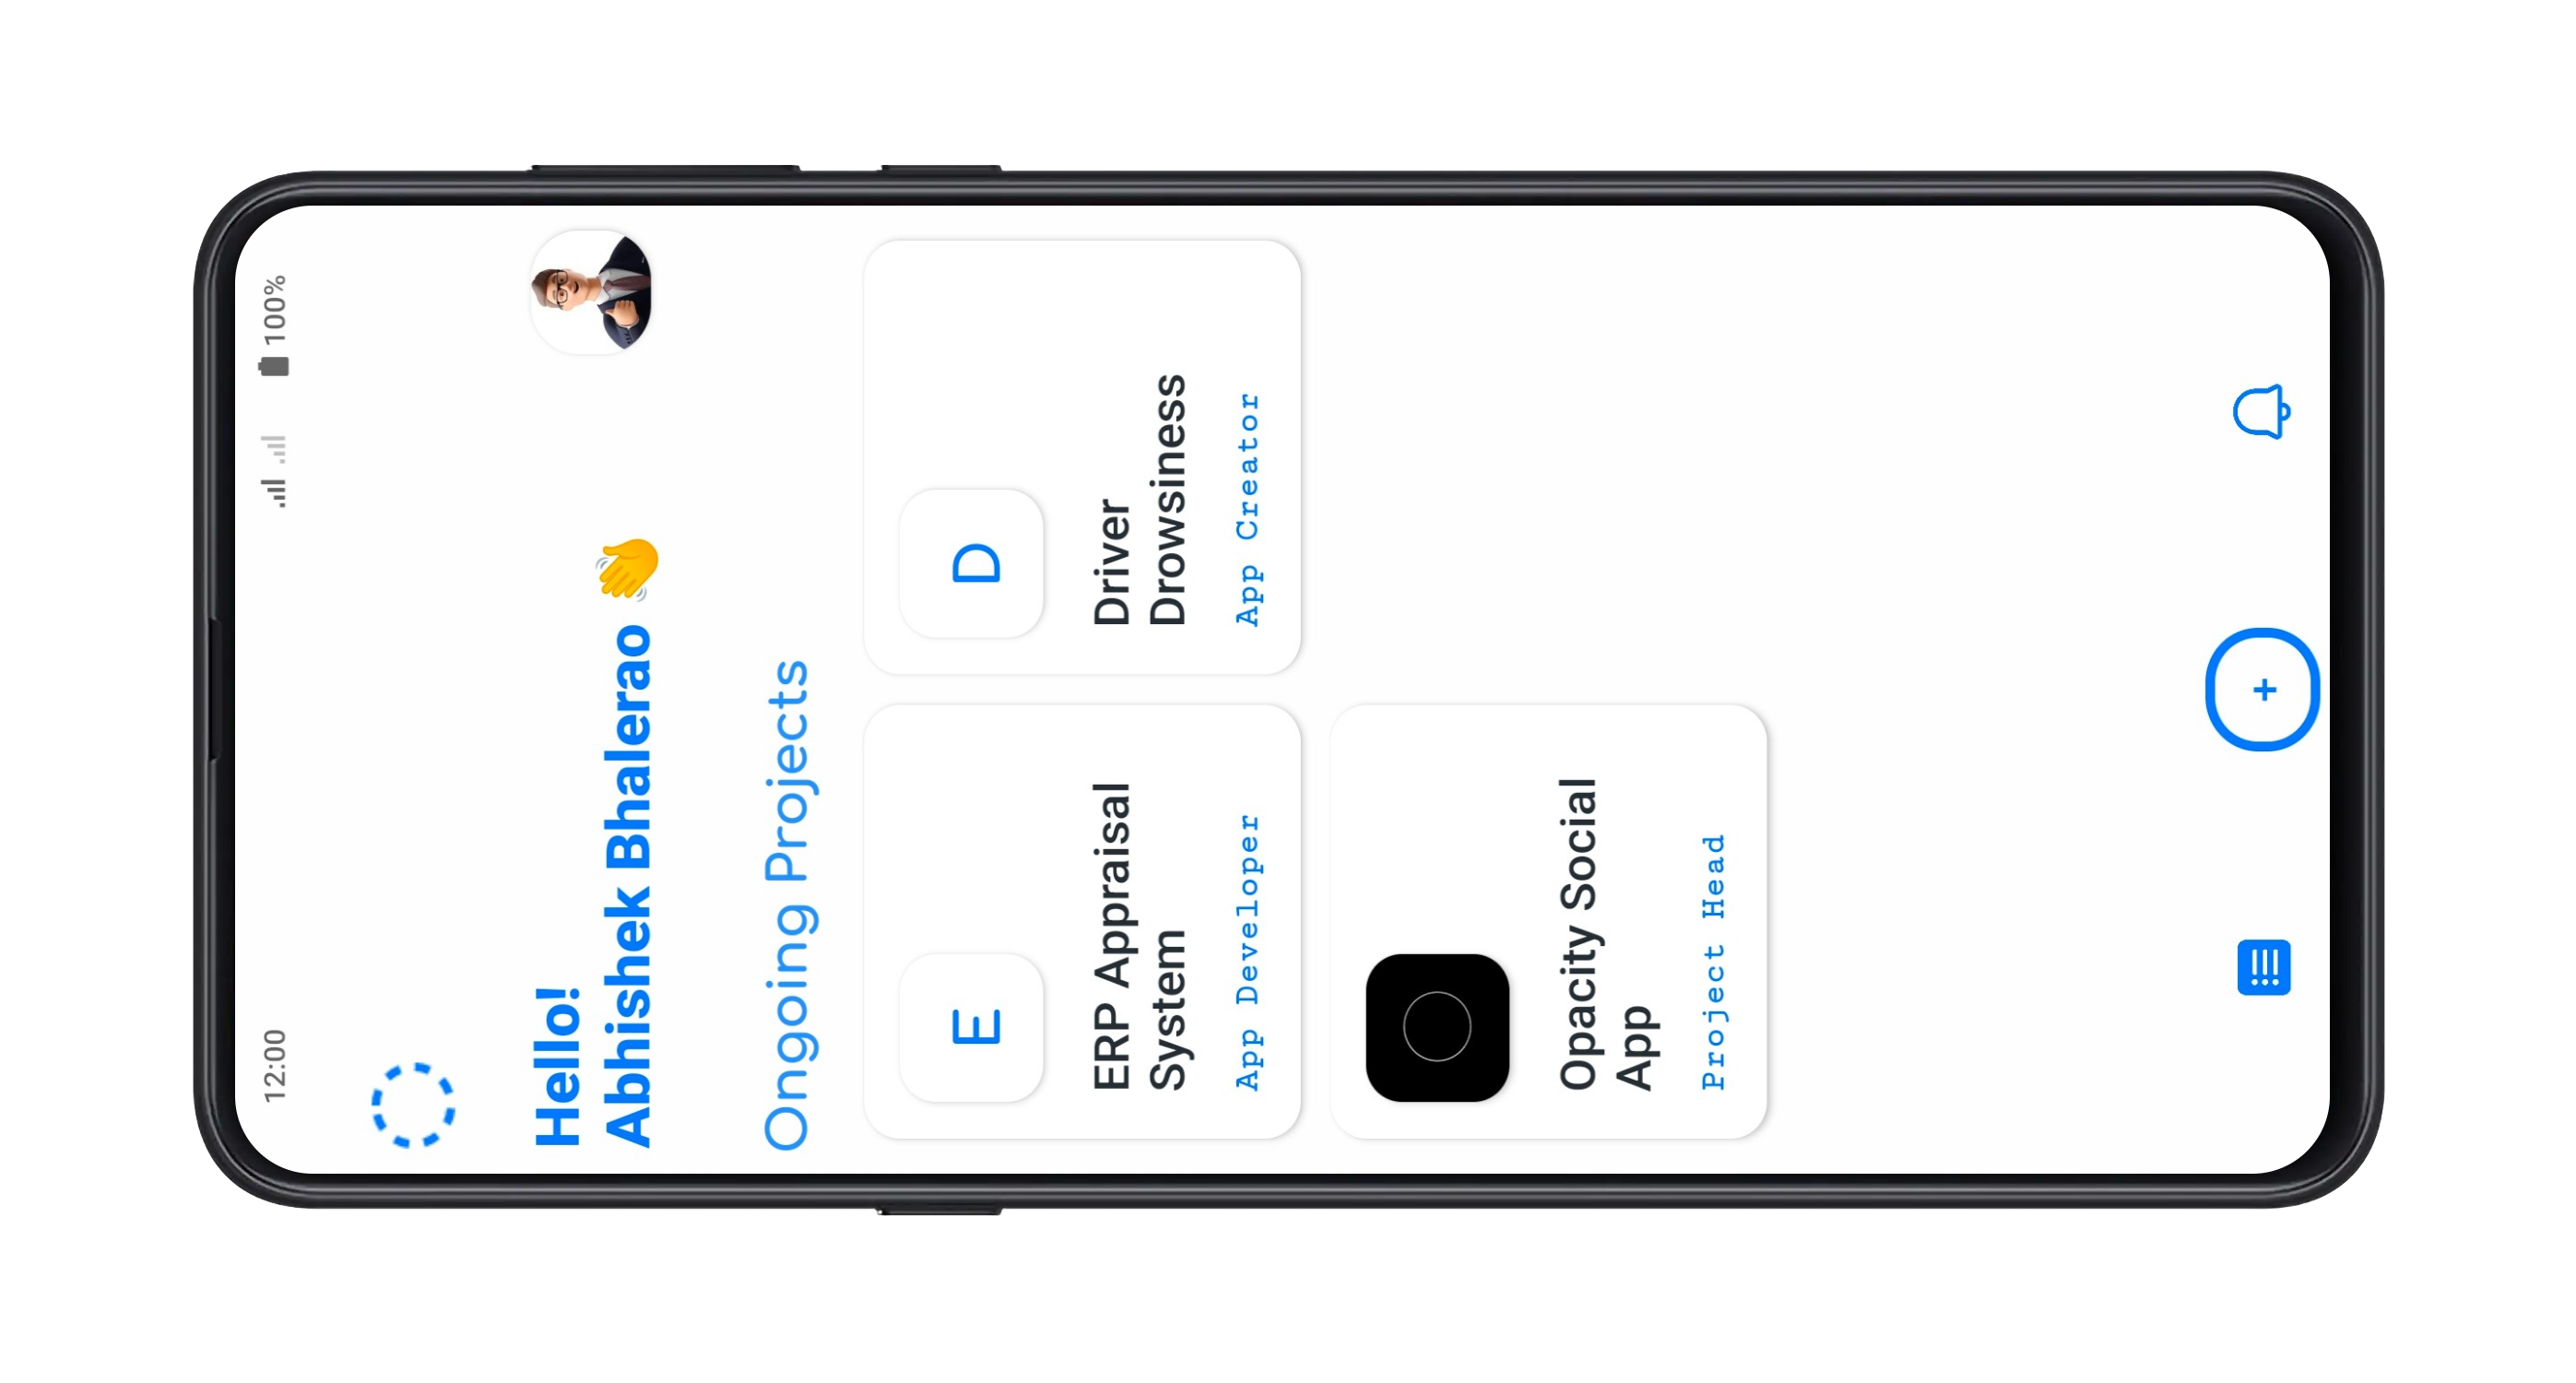 12:00
100%
Hello!
Abhishek Bhalerao 👋
Ongoing Projects
E
ERP Appraisal
System
App Developer
D
Driver
Drowsiness
App Creator
Opacity Social
App
Project Head
+